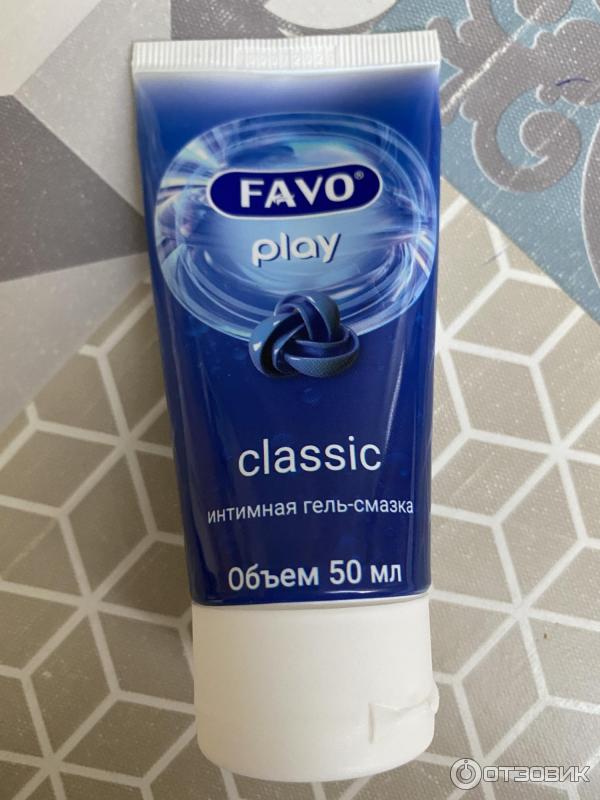 FAVO®
play
classic
интимная гель-смазка
Объем 50 мл
ОТЗОВИК